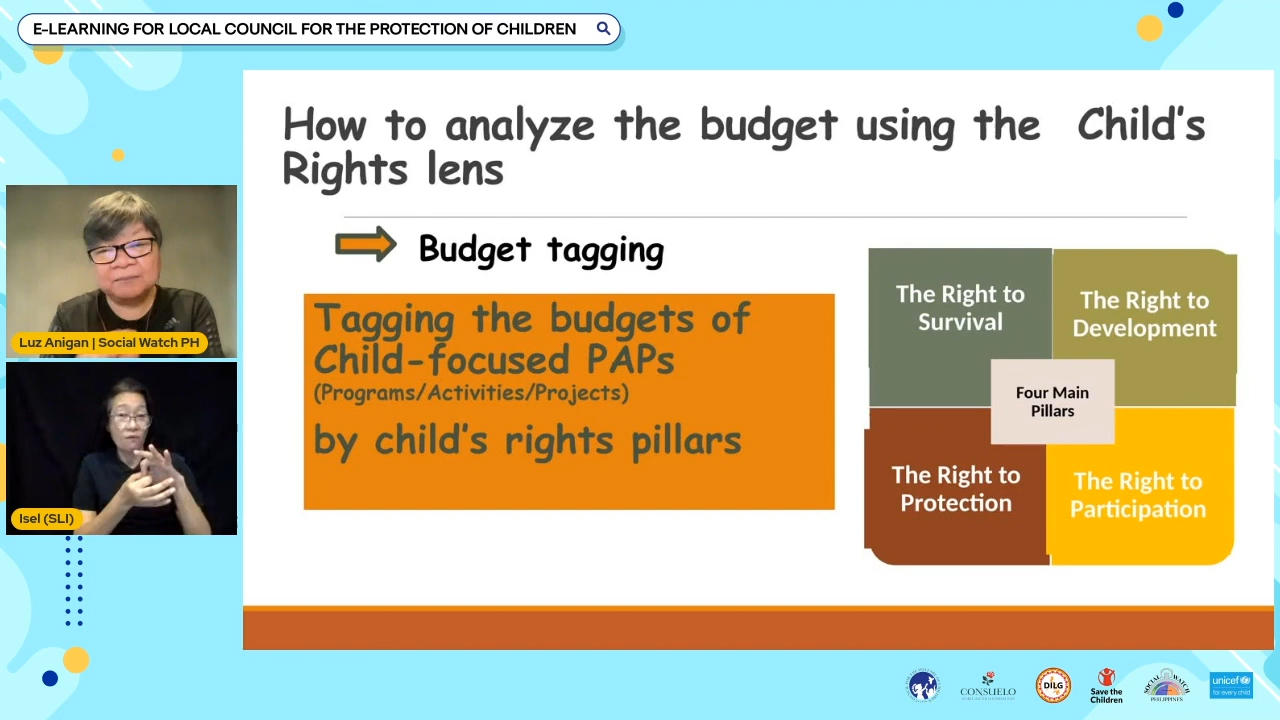 E-LEARNING FOR LOCAL COUNCIL FOR THE PROTECTION OF CHILDREN
How to analyze the budget using the Child's
Rights lens
Budget tagging
Tagging the budgets of
Child-focused PAPs
(Programs/Activities/Projects)
by child's rights pillars
The Right to
Survival
The Right to
Development
Four Main
Pillars
The Right to
Protection
The Right to
Participation
Luz Anigan | Social Watch PH
Isel (SLI)
CONSUELO
DILG
Save the
Children
SOCIAL WATCH
PHILIPPINES
unicef
for every child